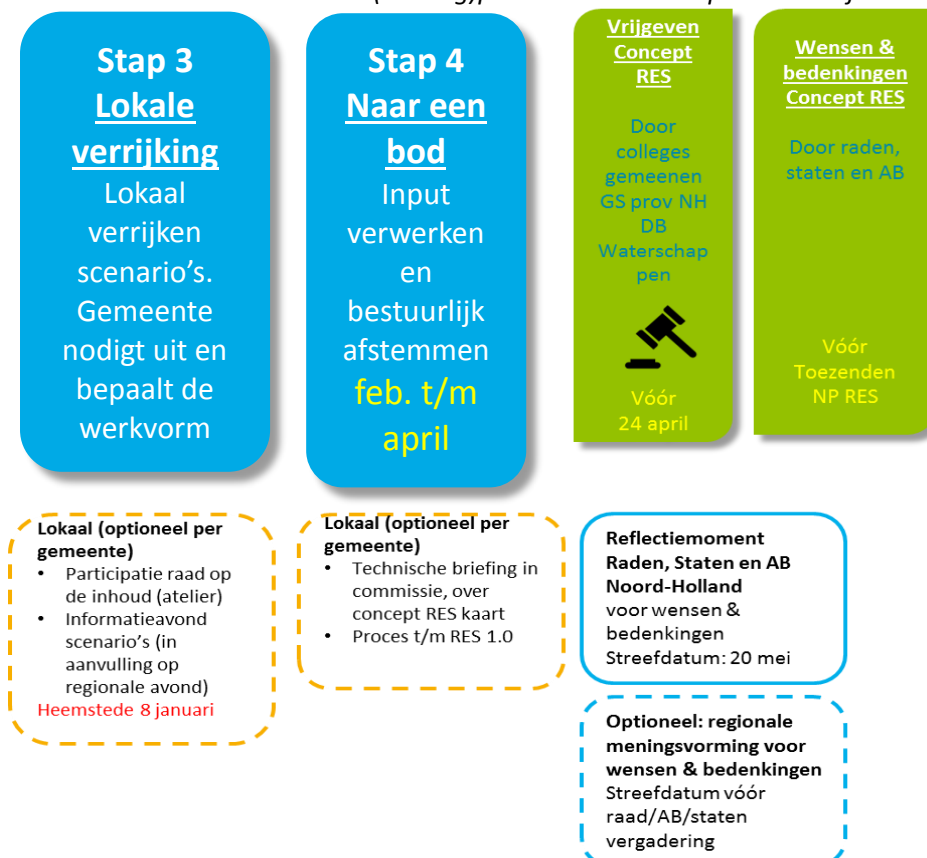 Stap 3
Lokale
verrijking
Lokaal
verrijken
scenario's.
Gemeente
nodigt uit en
bepaalt de
werkvorm
Stap 4
Naar een
bod
Input
verwerken
en
bestuurlijk
afstemmen
feb. t/m
april
Vrijgeven
Concept
RES
Door
colleges
gemeenen
GS prov NH
DB
Waterschap
pen
Vóór
24 april
Wensen &
bedenkingen
Concept RES
Door raden,
staten en AB
Vóór
Toezenden
NP RES
Lokaal (optioneel per
gemeente)
• Participatie raad op
de inhoud (atelier)
• Informatieavond
scenario's (in
aanvulling op
regionale avond)
Heemstede 8 januari
Lokaal (optioneel per
gemeente)
• Technische briefing in
commissie, over
concept RES kaart
• Proces t/m RES 1.0
Reflectiemoment
Raden, Staten en AB
Noord-Holland
voor wensen &
bedenkingen
Streefdatum: 20 mei
Optioneel: regionale
meningsvorming voor
wensen & bedenkingen
Streefdatum vóór
raad/AB/staten
vergadering